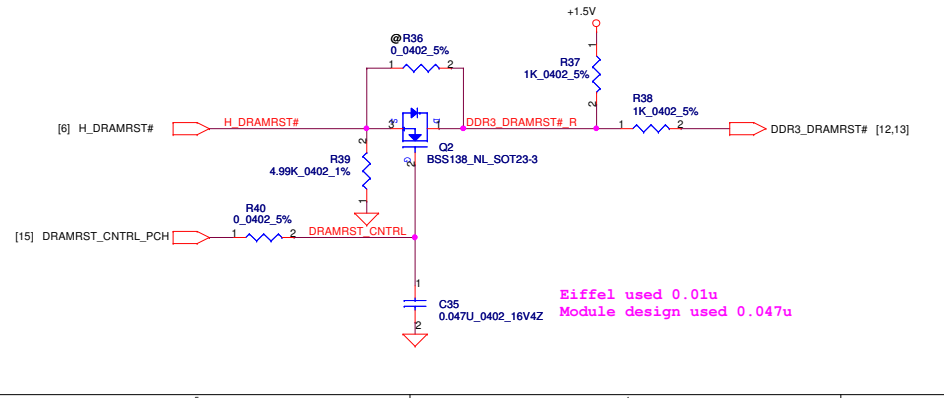 +1.5V
@R36
0_0402_5%
1 2
R37
1K_0402_5%
1
2
R38
1K_0402_5%
1 2
[6] H_DRAMRST#
H_DRAMRST#
3 1
DDR3_DRAMRST#_R
DDR3_DRAMRST# [12,13]
Q2
BSS138_NL_SOT23-3
2
R39
4.99K_0402_1%
2
1
R40
0_0402_5%
[15] DRAMRST_CNTRL_PCH
1 2
DRAMRST_CNTRL
1
C35
0.047U_0402_16V4Z
2
Eiffel used 0.01u
Module design used 0.047u